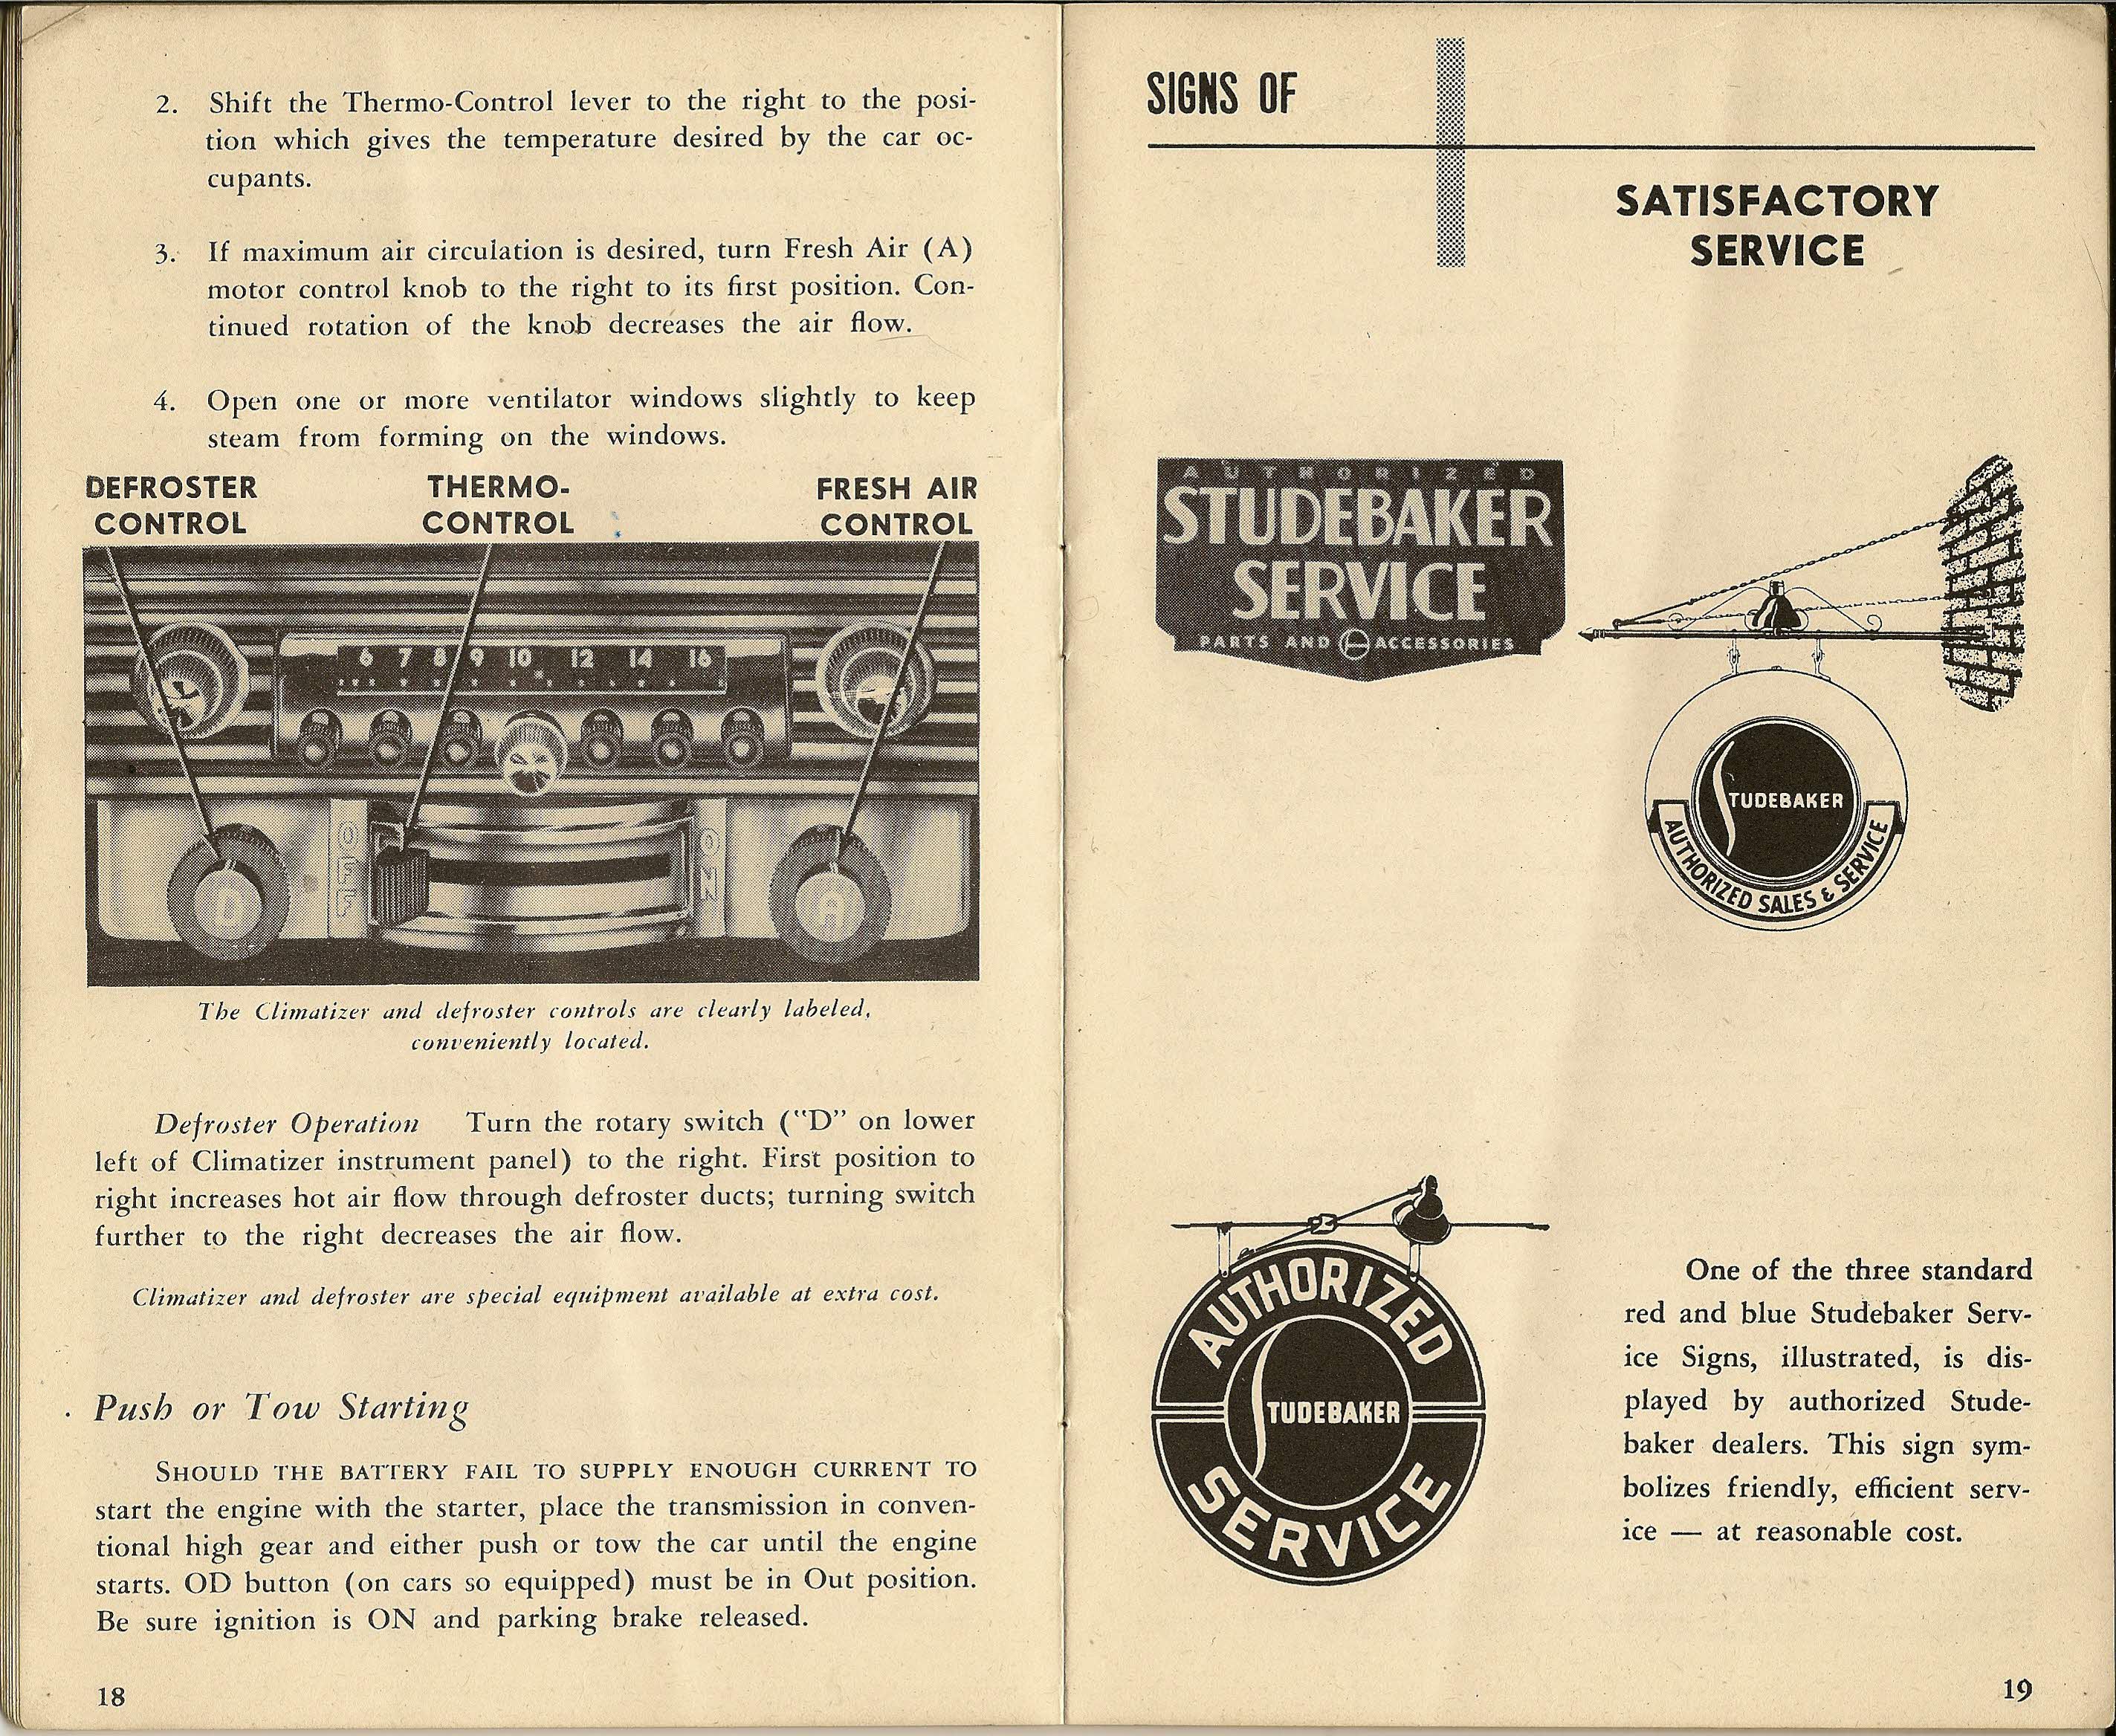 2. Shift the Thermo-Control lever to the right to the posi-
tion which gives the temperature desired by the car oc-
cupants.
3. If maximum air circulation is desired, turn Fresh Air (A)
motor control knob to the right to its first position. Con-
tinued rotation of the knob decreases the air flow.
4. Open one or more ventilator windows slightly to keep
steam from forming on the windows.
DEFROSTER
CONTROL
THERMO-
CONTROL
FRESH AIR
CONTROL
6 7 8 9 10 12 14 16
OFF
ON
D
A
The Climatizer and defroster controls are clearly labeled,
conveniently located.
Defroster Operation Turn the rotary switch ("D" on lower
left of Climatizer instrument panel) to the right. First position to
right increases hot air flow through defroster ducts; turning switch
further to the right decreases the air flow.
Climatizer and defroster are special equipment available at extra cost.
Push or Tow Starting
SHOULD THE BATTERY FAIL TO SUPPLY ENOUGH CURRENT TO
start the engine with the starter, place the transmission in conven-
tional high gear and either push or tow the car until the engine
starts. OD button (on cars so equipped) must be in Out position.
Be sure ignition is ON and parking brake released.
18
SIGNS OF
SATISFACTORY
SERVICE
AUTHORIZED
STUDEBAKER
SERVICE
PARTS AND ACCESSORIES
STUDEBAKER
AUTHORIZED SALES & SERVICE
AUTHORIZED
STUDEBAKER
SERVICE
One of the three standard
red and blue Studebaker Serv-
ice Signs, illustrated, is dis-
played by authorized Stude-
baker dealers. This sign sym-
bolizes friendly, efficient serv-
ice — at reasonable cost.
19